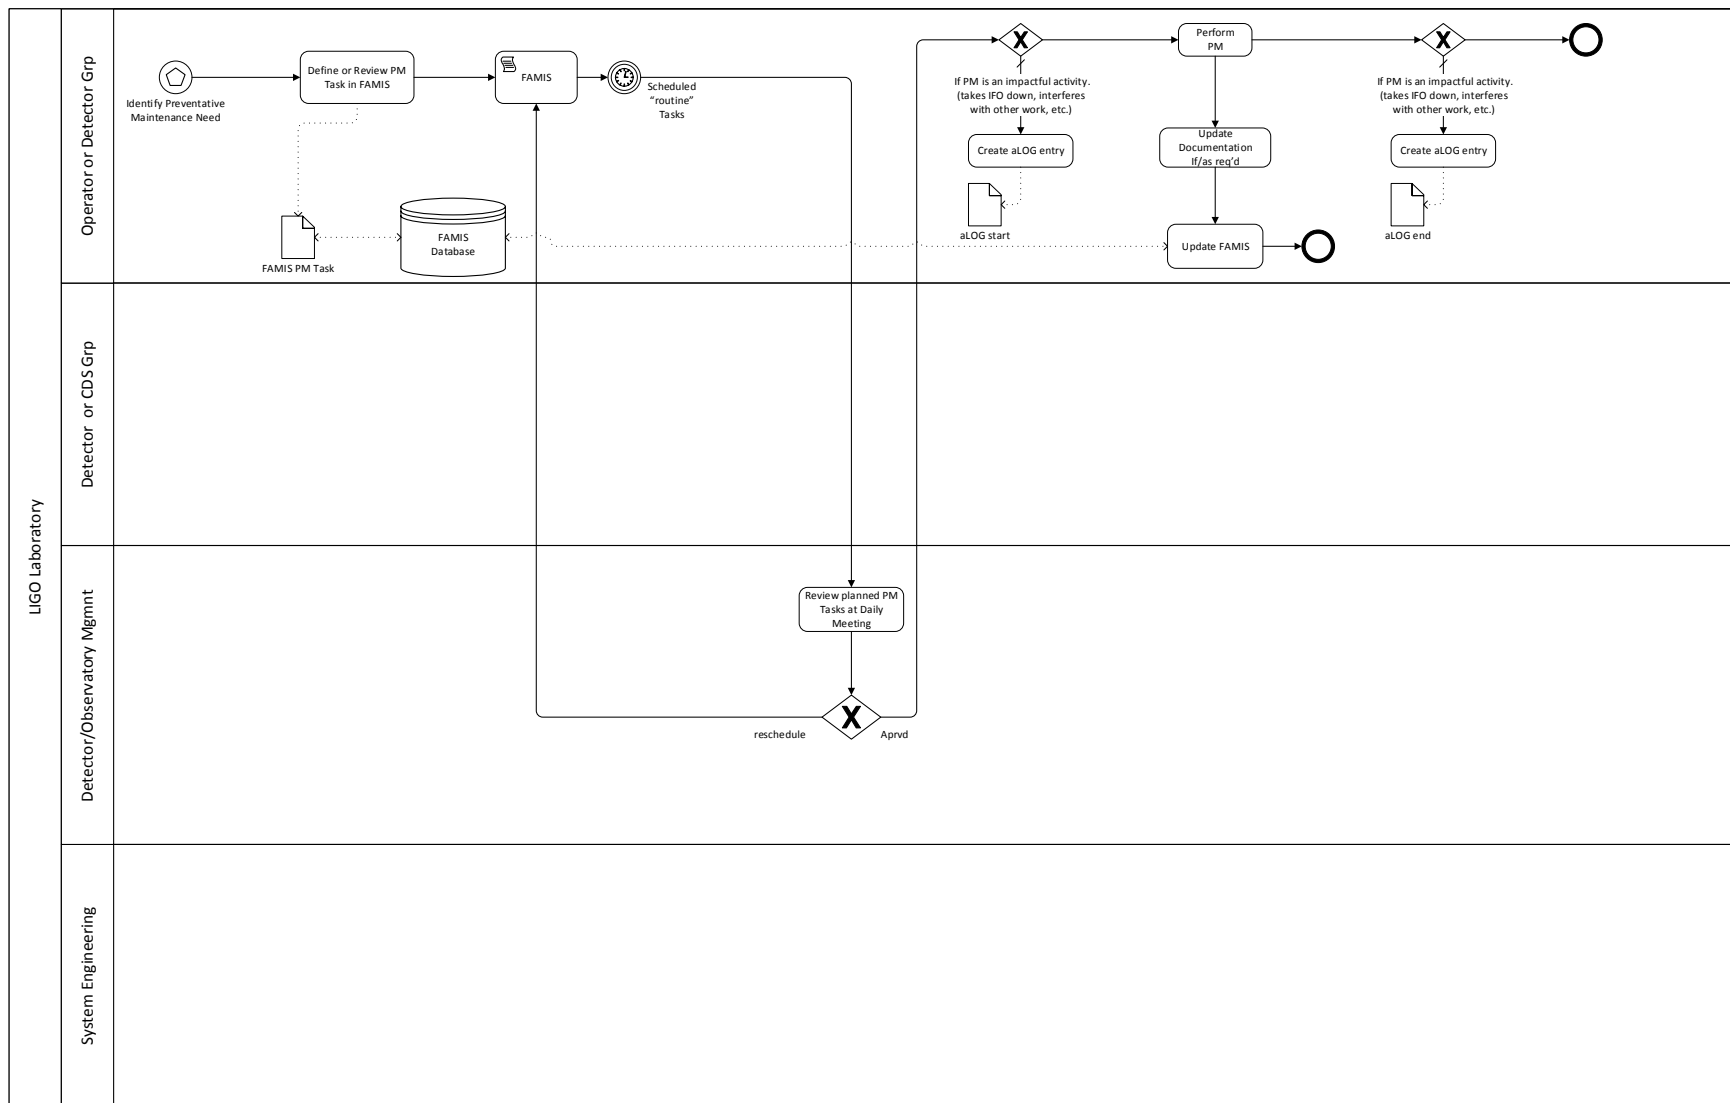 LIGO Laboratory
Operator or Detector Grp
Identify Preventative
Maintenance Need
Define or Review PM
Task in FAMIS
FAMIS
Scheduled
“routine”
Tasks
FAMIS PM Task
FAMIS
Database
X
If PM is an impactful activity.
(takes IFO down, interferes
with other work, etc.)
Create aLOG entry
aLOG start
Perform
PM
Update
Documentation
If/as req’d
Update FAMIS
X
If PM is an impactful activity.
(takes IFO down, interferes
with other work, etc.)
Create aLOG entry
aLOG end
Detector or CDS Grp
Detector/Observatory Mgmnt
Review planned PM
Tasks at Daily
Meeting
X
reschedule
Aprvd
System Engineering